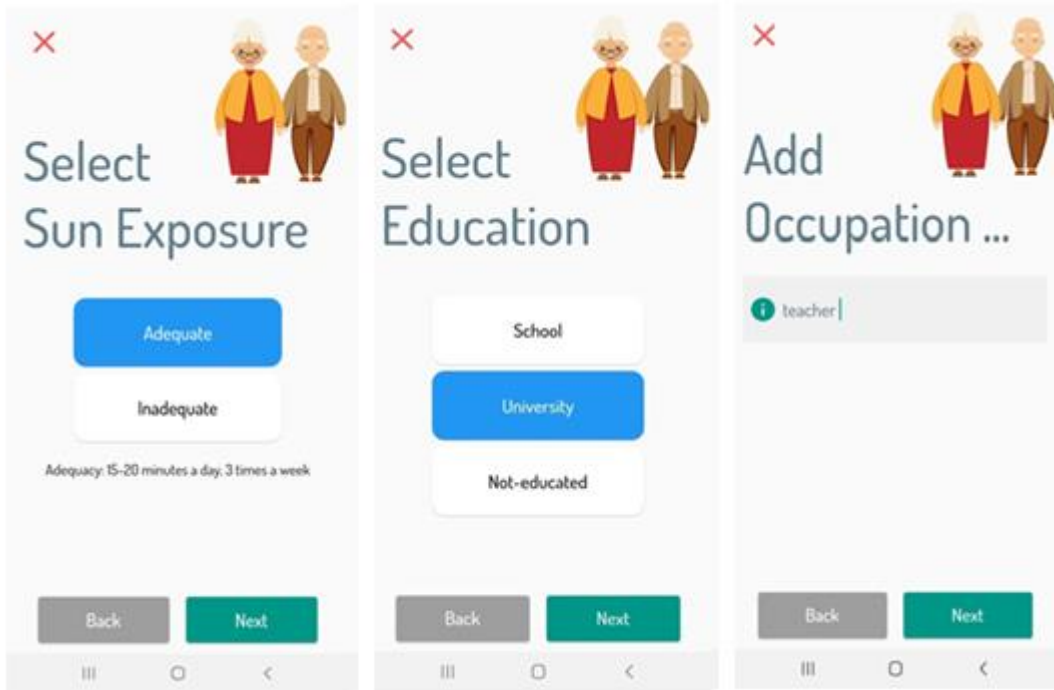 Select
Sun Exposure
Adequate
Inadequate
Adequacy: 15-20 minutes a day, 3 times a week
Back
Next
Select
Education
School
University
Not-educated
Back
Next
Add
Occupation ...
teacher
Back
Next